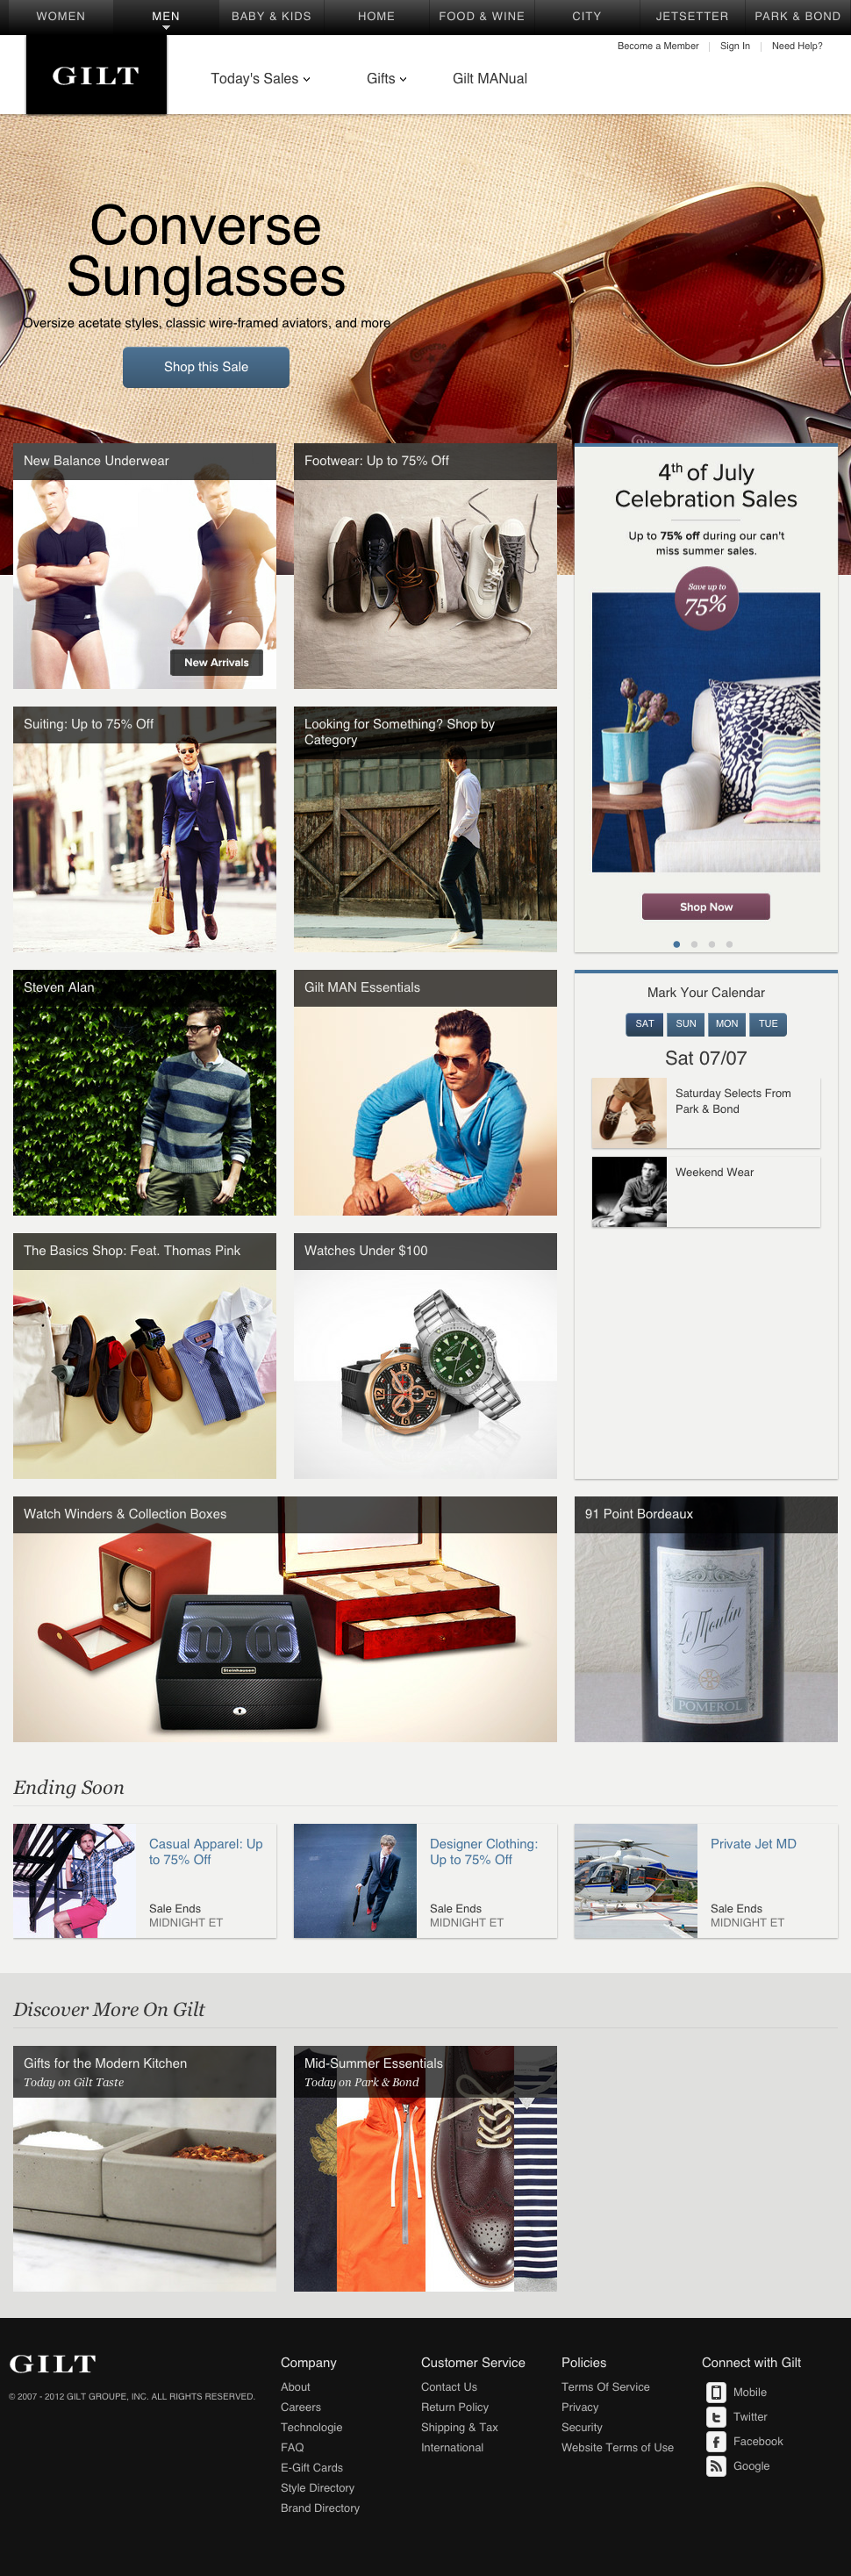 WOMEN
MEN
BABY & KIDS
HOME
FOOD & WINE
CITY
JETSETTER
PARK & BOND
Become a Member
Sign In
Need Help?
GILT
Today's Sales
Gifts
Gilt MANual
Converse
Sunglasses
Oversize acetate styles, classic wire-framed aviators, and more
Shop this Sale
New Balance Underwear
New Arrivals
Footwear: Up to 75% Off
4th of July
Celebration Sales
Up to 75% off during our can't
miss summer sales.
Save up to
75%
Shop Now
Suiting: Up to 75% Off
Looking for Something? Shop by
Category
Steven Alan
Gilt MAN Essentials
Mark Your Calendar
SAT
SUN
MON
TUE
Sat 07/07
Saturday Selects From
Park & Bond
Weekend Wear
The Basics Shop: Feat. Thomas Pink
Watches Under $100
Watch Winders & Collection Boxes
Steinhausen
91 Point Bordeaux
Le Moulin
POMEROL
Ending Soon
Casual Apparel: Up
to 75% Off
Sale Ends
MIDNIGHT ET
Designer Clothing:
Up to 75% Off
Sale Ends
MIDNIGHT ET
Private Jet MD
Sale Ends
MIDNIGHT ET
Discover More On Gilt
Gifts for the Modern Kitchen
Today on Gilt Taste
Mid-Summer Essentials
Today on Park & Bond
GILT
© 2007 - 2012 GILT GROUPE, INC. ALL RIGHTS RESERVED.
Company
About
Careers
Technologie
FAQ
E-Gift Cards
Style Directory
Brand Directory
Customer Service
Contact Us
Return Policy
Shipping & Tax
International
Policies
Terms Of Service
Privacy
Security
Website Terms of Use
Connect with Gilt
Mobile
Twitter
Facebook
Google